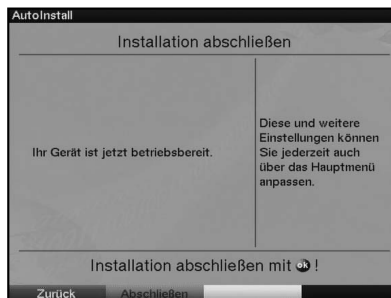 AutoInstall
Installation abschließen
Ihr Gerät ist jetzt betriebsbereit.
Diese und weitere
Einstellungen können
Sie jederzeit auch
über das Hauptmenü
anpassen.
Installation abschließen mit ok !
Zurück Abschließen